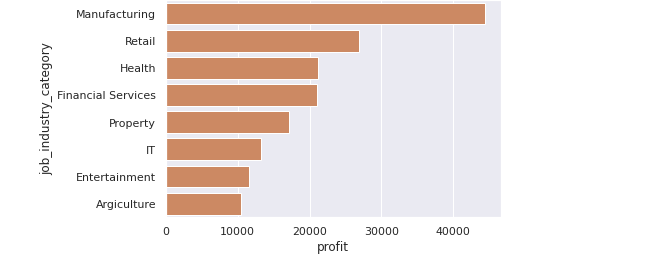 job_industry_category
Manufacturing
Retail
Health
Financial Services
Property
IT
Entertainment
Argiculture
0 10000 20000 30000 40000
profit